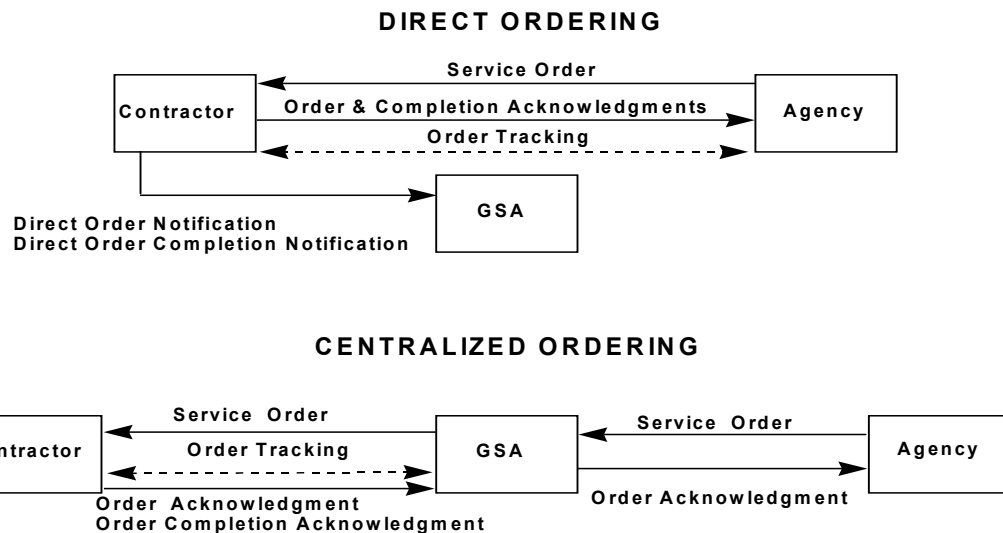 DIRECT ORDERING
Service Order
Contractor
Order & Completion Acknowledgments
Agency
Order Tracking
GSA
Direct Order Notification
Direct Order Completion Notification
CENTRALIZED ORDERING
Service Order
Service Order
ntractor
Order Tracking
GSA
Agency
Order Acknowledgment
Order Acknowledgment
Order Completion Acknowledgment